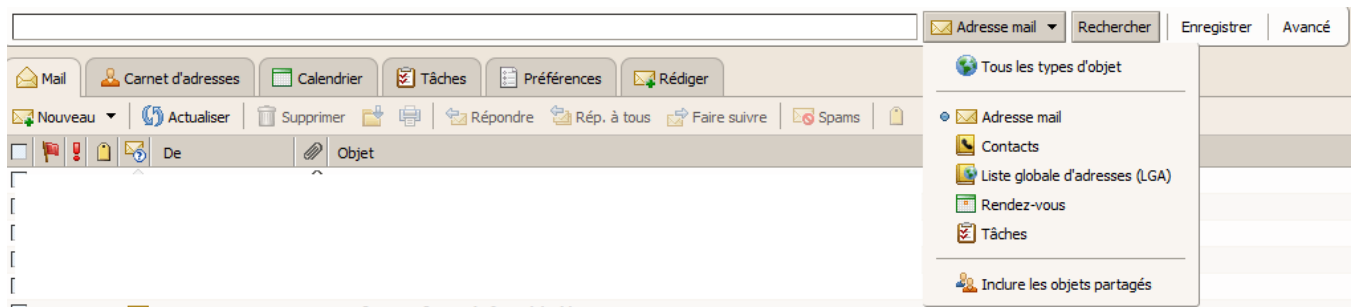 Adresse mail Rechercher Enregistrer Avancé
Mail Carnet d'adresses Calendrier Tâches Préférences Rédiger
Nouveau Actualiser Supprimer Répondre Rép. à tous Faire suivre Spams
De Objet
Tous les types d'objet
Adresse mail
Contacts
Liste globale d'adresses (LGA)
Rendez-vous
Tâches
Inclure les objets partagés